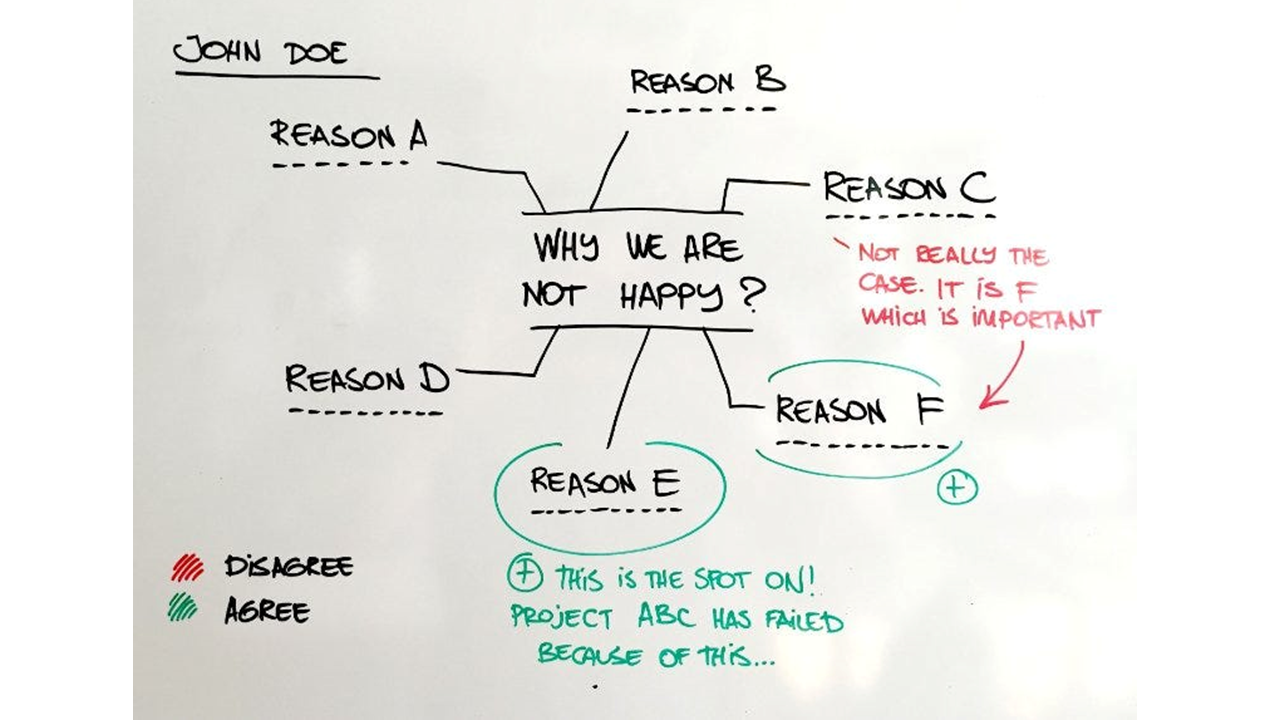 JOHN DOE
REASON B
REASON A
REASON C
WHY WE ARE
NOT HAPPY?
NOT REALLY THE
CASE. IT IS F
WHICH IS IMPORTANT
REASON D
REASON F
+
REASON E
DISAGREE
AGREE
+ THIS IS THE SPOT ON!
PROJECT ABC HAS FAILED
BECAUSE OF THIS...